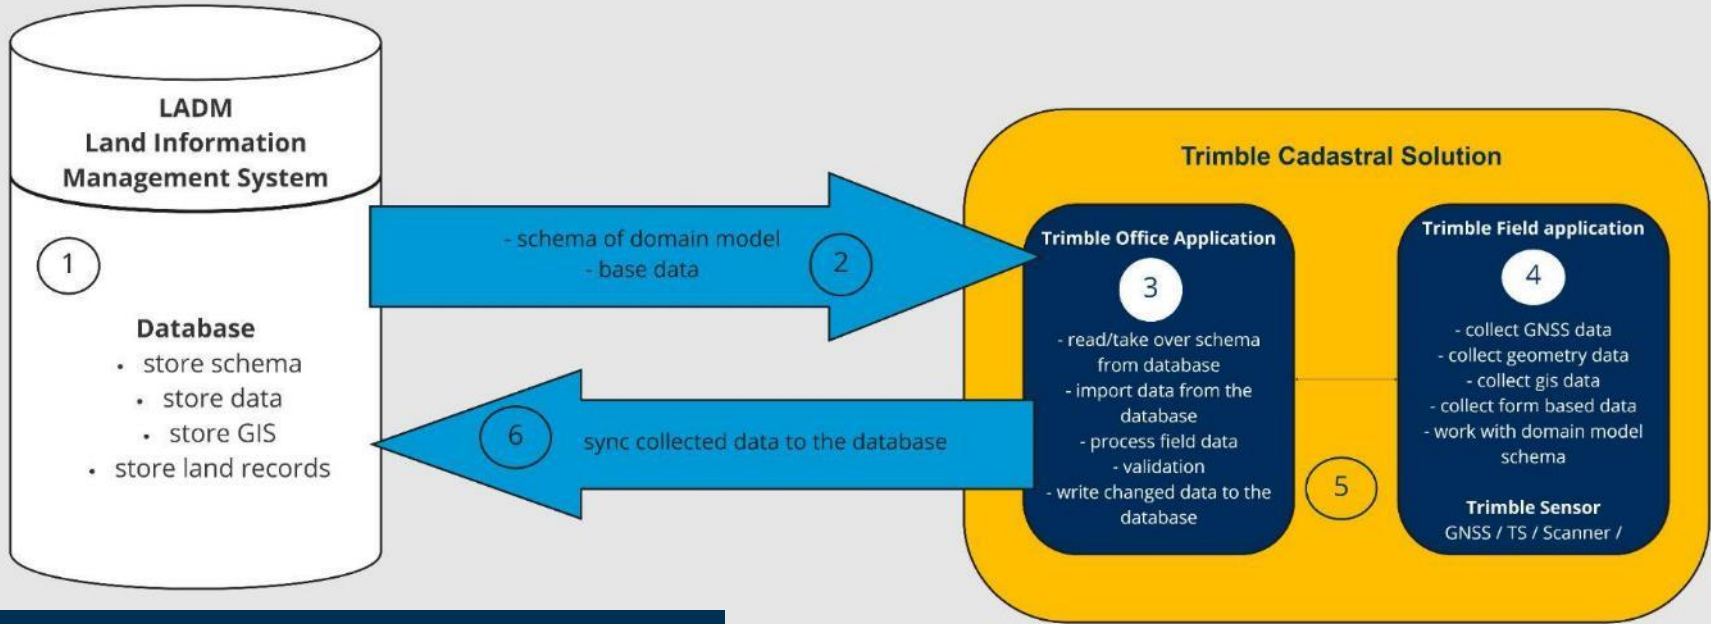 LADM
Land Information
Management System
1
Database
• store schema
• store data
• store GIS
• store land records
- schema of domain model
- base data
2
6
sync collected data to the database
Trimble Cadastral Solution
Trimble Office Application
3
- read/take over schema
from database
- import data from the
database
- process field data
- validation
- write changed data to the
database
5
Trimble Field application
4
- collect GNSS data
- collect geometry data
- collect gis data
- collect form based data
- work with domain model
schema
Trimble Sensor
GNSS / TS / Scanner /